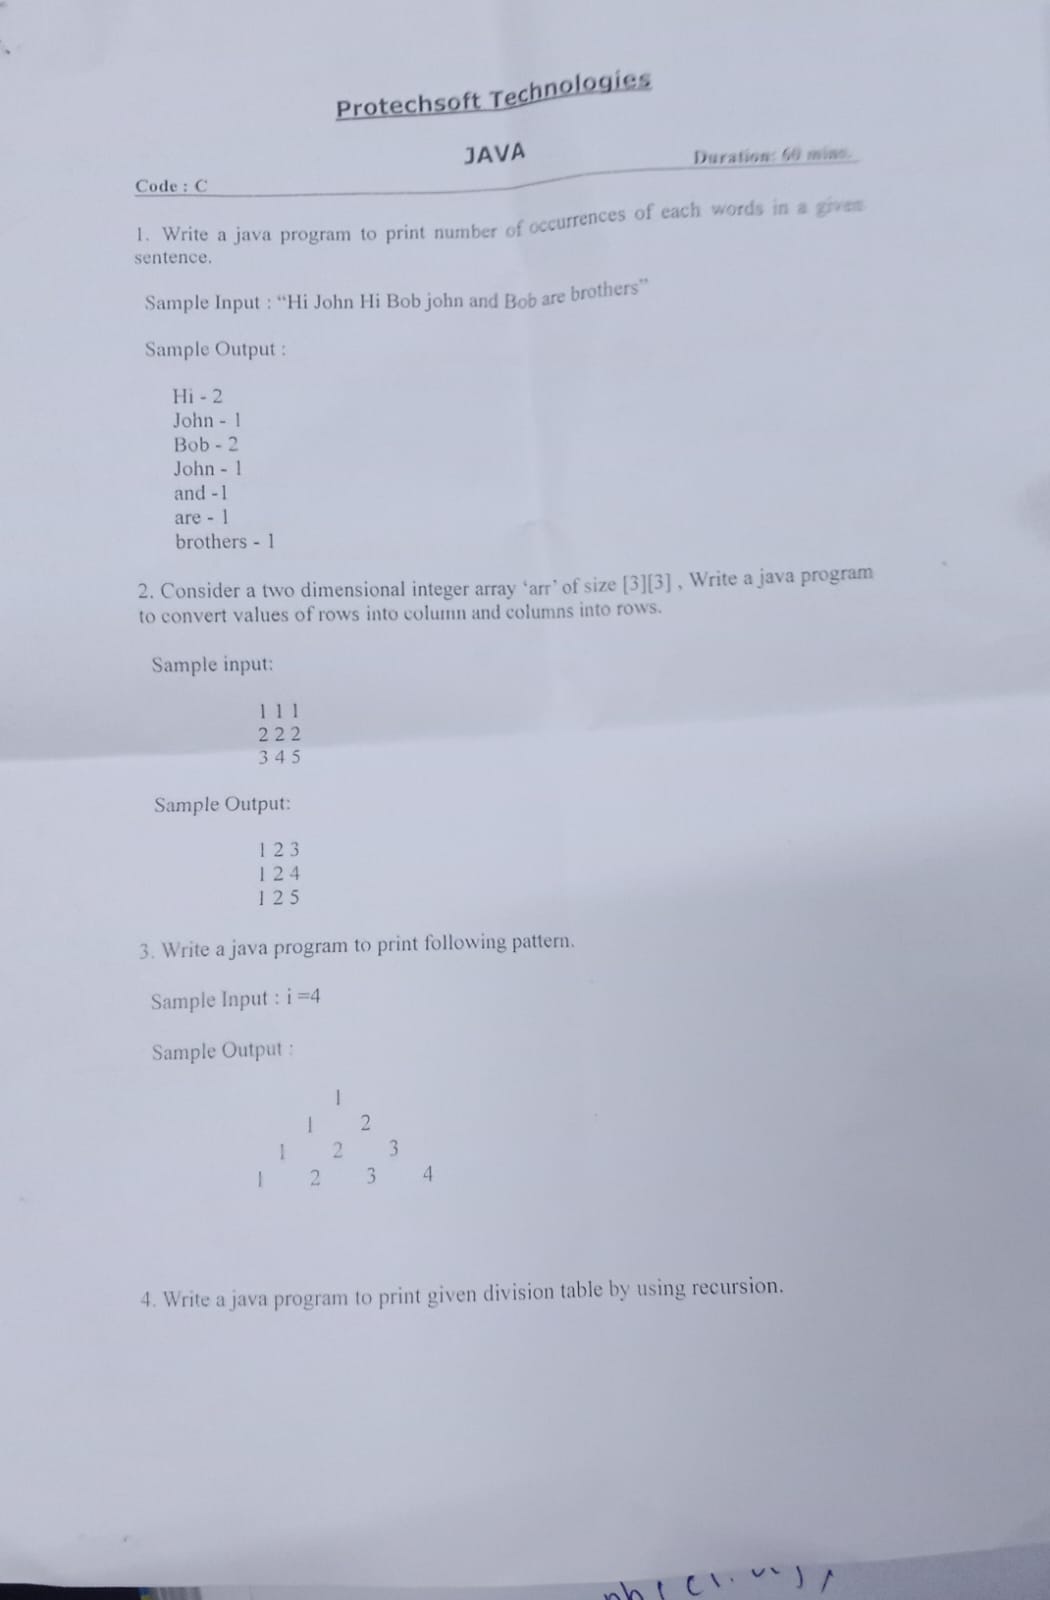 Protechsoft Technologies
JAVA
Duration: 60 mins.
Code : C
1. Write a java program to print number of occurrences of each words in a given
sentence.
Sample Input : “Hi John Hi Bob john and Bob are brothers”
Sample Output :
Hi - 2
John - 1
Bob - 2
John - 1
and -1
are - 1
brothers - 1
2. Consider a two dimensional integer array ‘arr’ of size [3][3] , Write a java program
to convert values of rows into column and columns into rows.
Sample input:
1 1 1
2 2 2
3 4 5
Sample Output:
1 2 3
1 2 4
1 2 5
3. Write a java program to print following pattern.
Sample Input : i =4
Sample Output :
1
1 2
1 2 3
1 2 3 4
4. Write a java program to print given division table by using recursion.